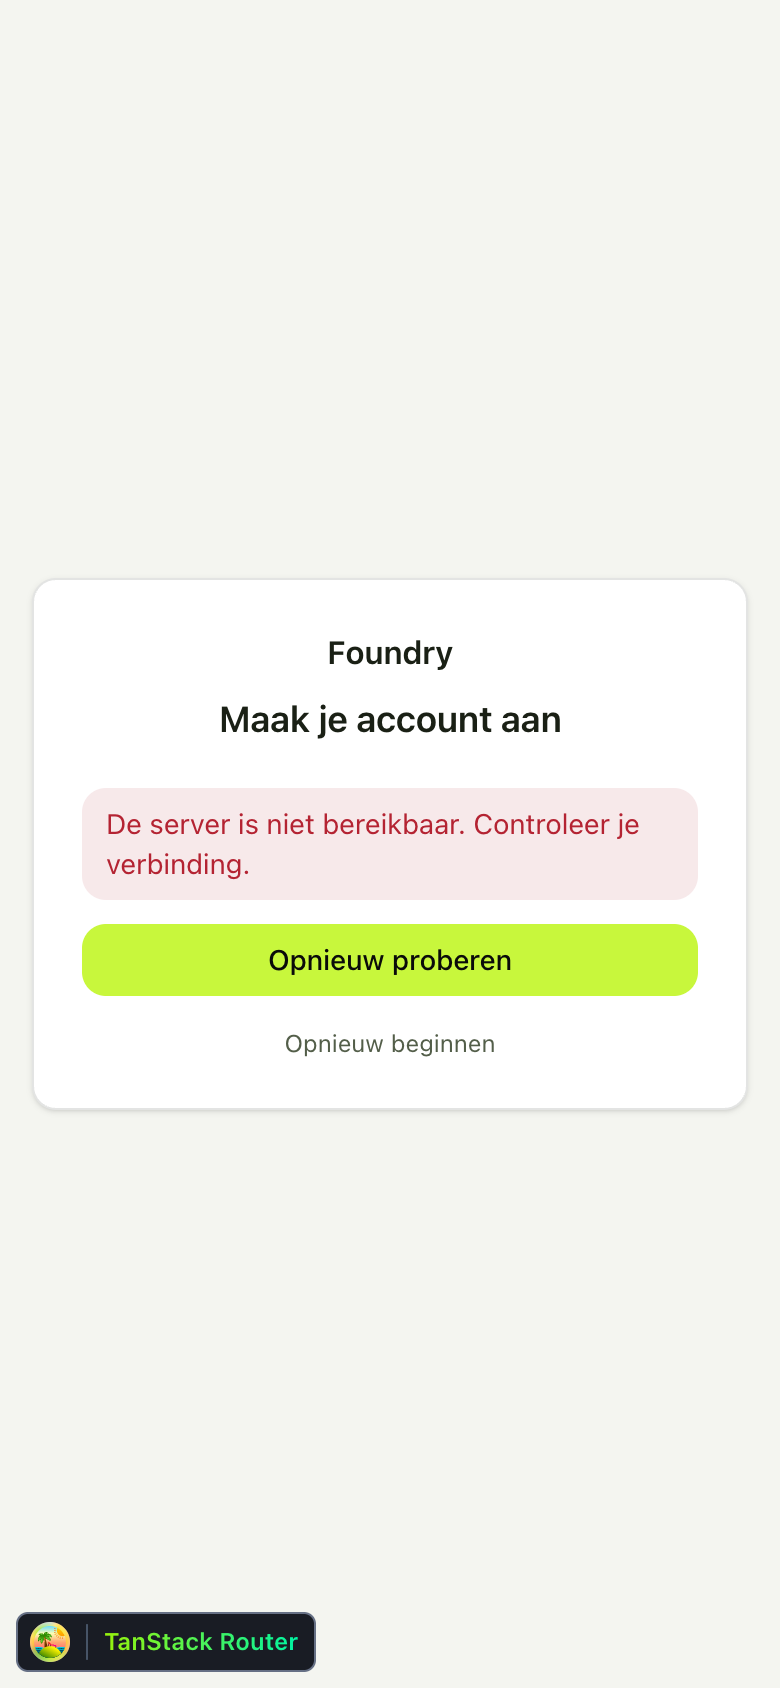 Foundry
Maak je account aan
De server is niet bereikbaar. Controleer je
verbinding.
Opnieuw proberen
Opnieuw beginnen
TanStack Router